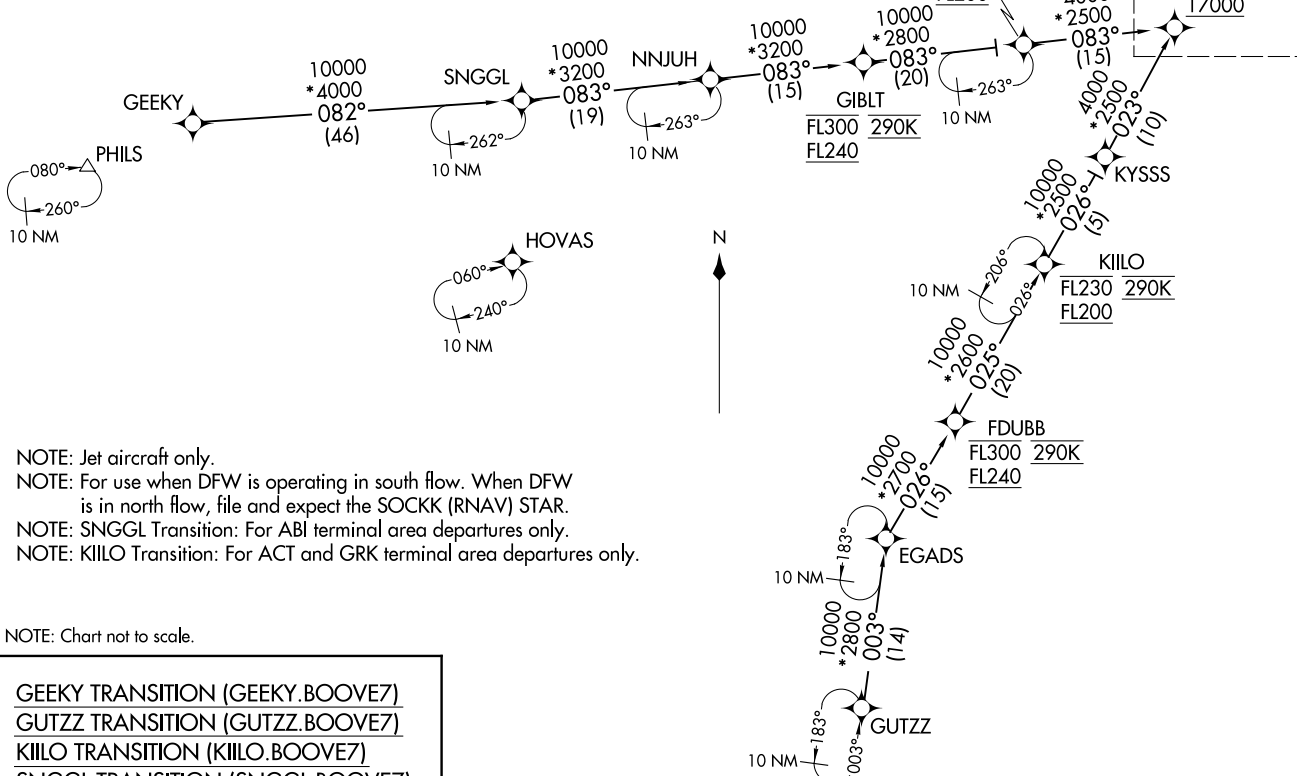 FL260
4000
*2500
083°
(15)
17000
10000
*2800
083°
(20)
10000
*3200
083°
(15)
10000
*3200
083°
(19)
10000
*4000
082°
(46)
GEEKY
SNGGL
NNJUH
GIBLT
FL300 290K
FL240
263°
10 NM
263°
10 NM
262°
10 NM
PHILS
080°
260°
10 NM
HOVAS
060°
240°
10 NM
N
4000
*2500
023°
(10)
KYSSS
10000
*2500
026°
(5)
KIILO
FL230 290K
FL200
206°
026°
10 NM
10000
*2600
025°
(20)
FDUBB
FL300 290K
FL240
10000
*2700
026°
(15)
EGADS
183°
10 NM
10000
*2800
003°
(14)
GUTZZ
183°
003°
10 NM
NOTE: Jet aircraft only.
NOTE: For use when DFW is operating in south flow. When DFW
is in north flow, file and expect the SOCKK (RNAV) STAR.
NOTE: SNGGL Transition: For ABI terminal area departures only.
NOTE: KIILO Transition: For ACT and GRK terminal area departures only.
NOTE: Chart not to scale.
GEEKY TRANSITION (GEEKY.BOOVE7)
GUTZZ TRANSITION (GUTZZ.BOOVE7)
KIILO TRANSITION (KIILO.BOOVE7)
SNGGL TRANSITION (SNGGL.BOOVE7)